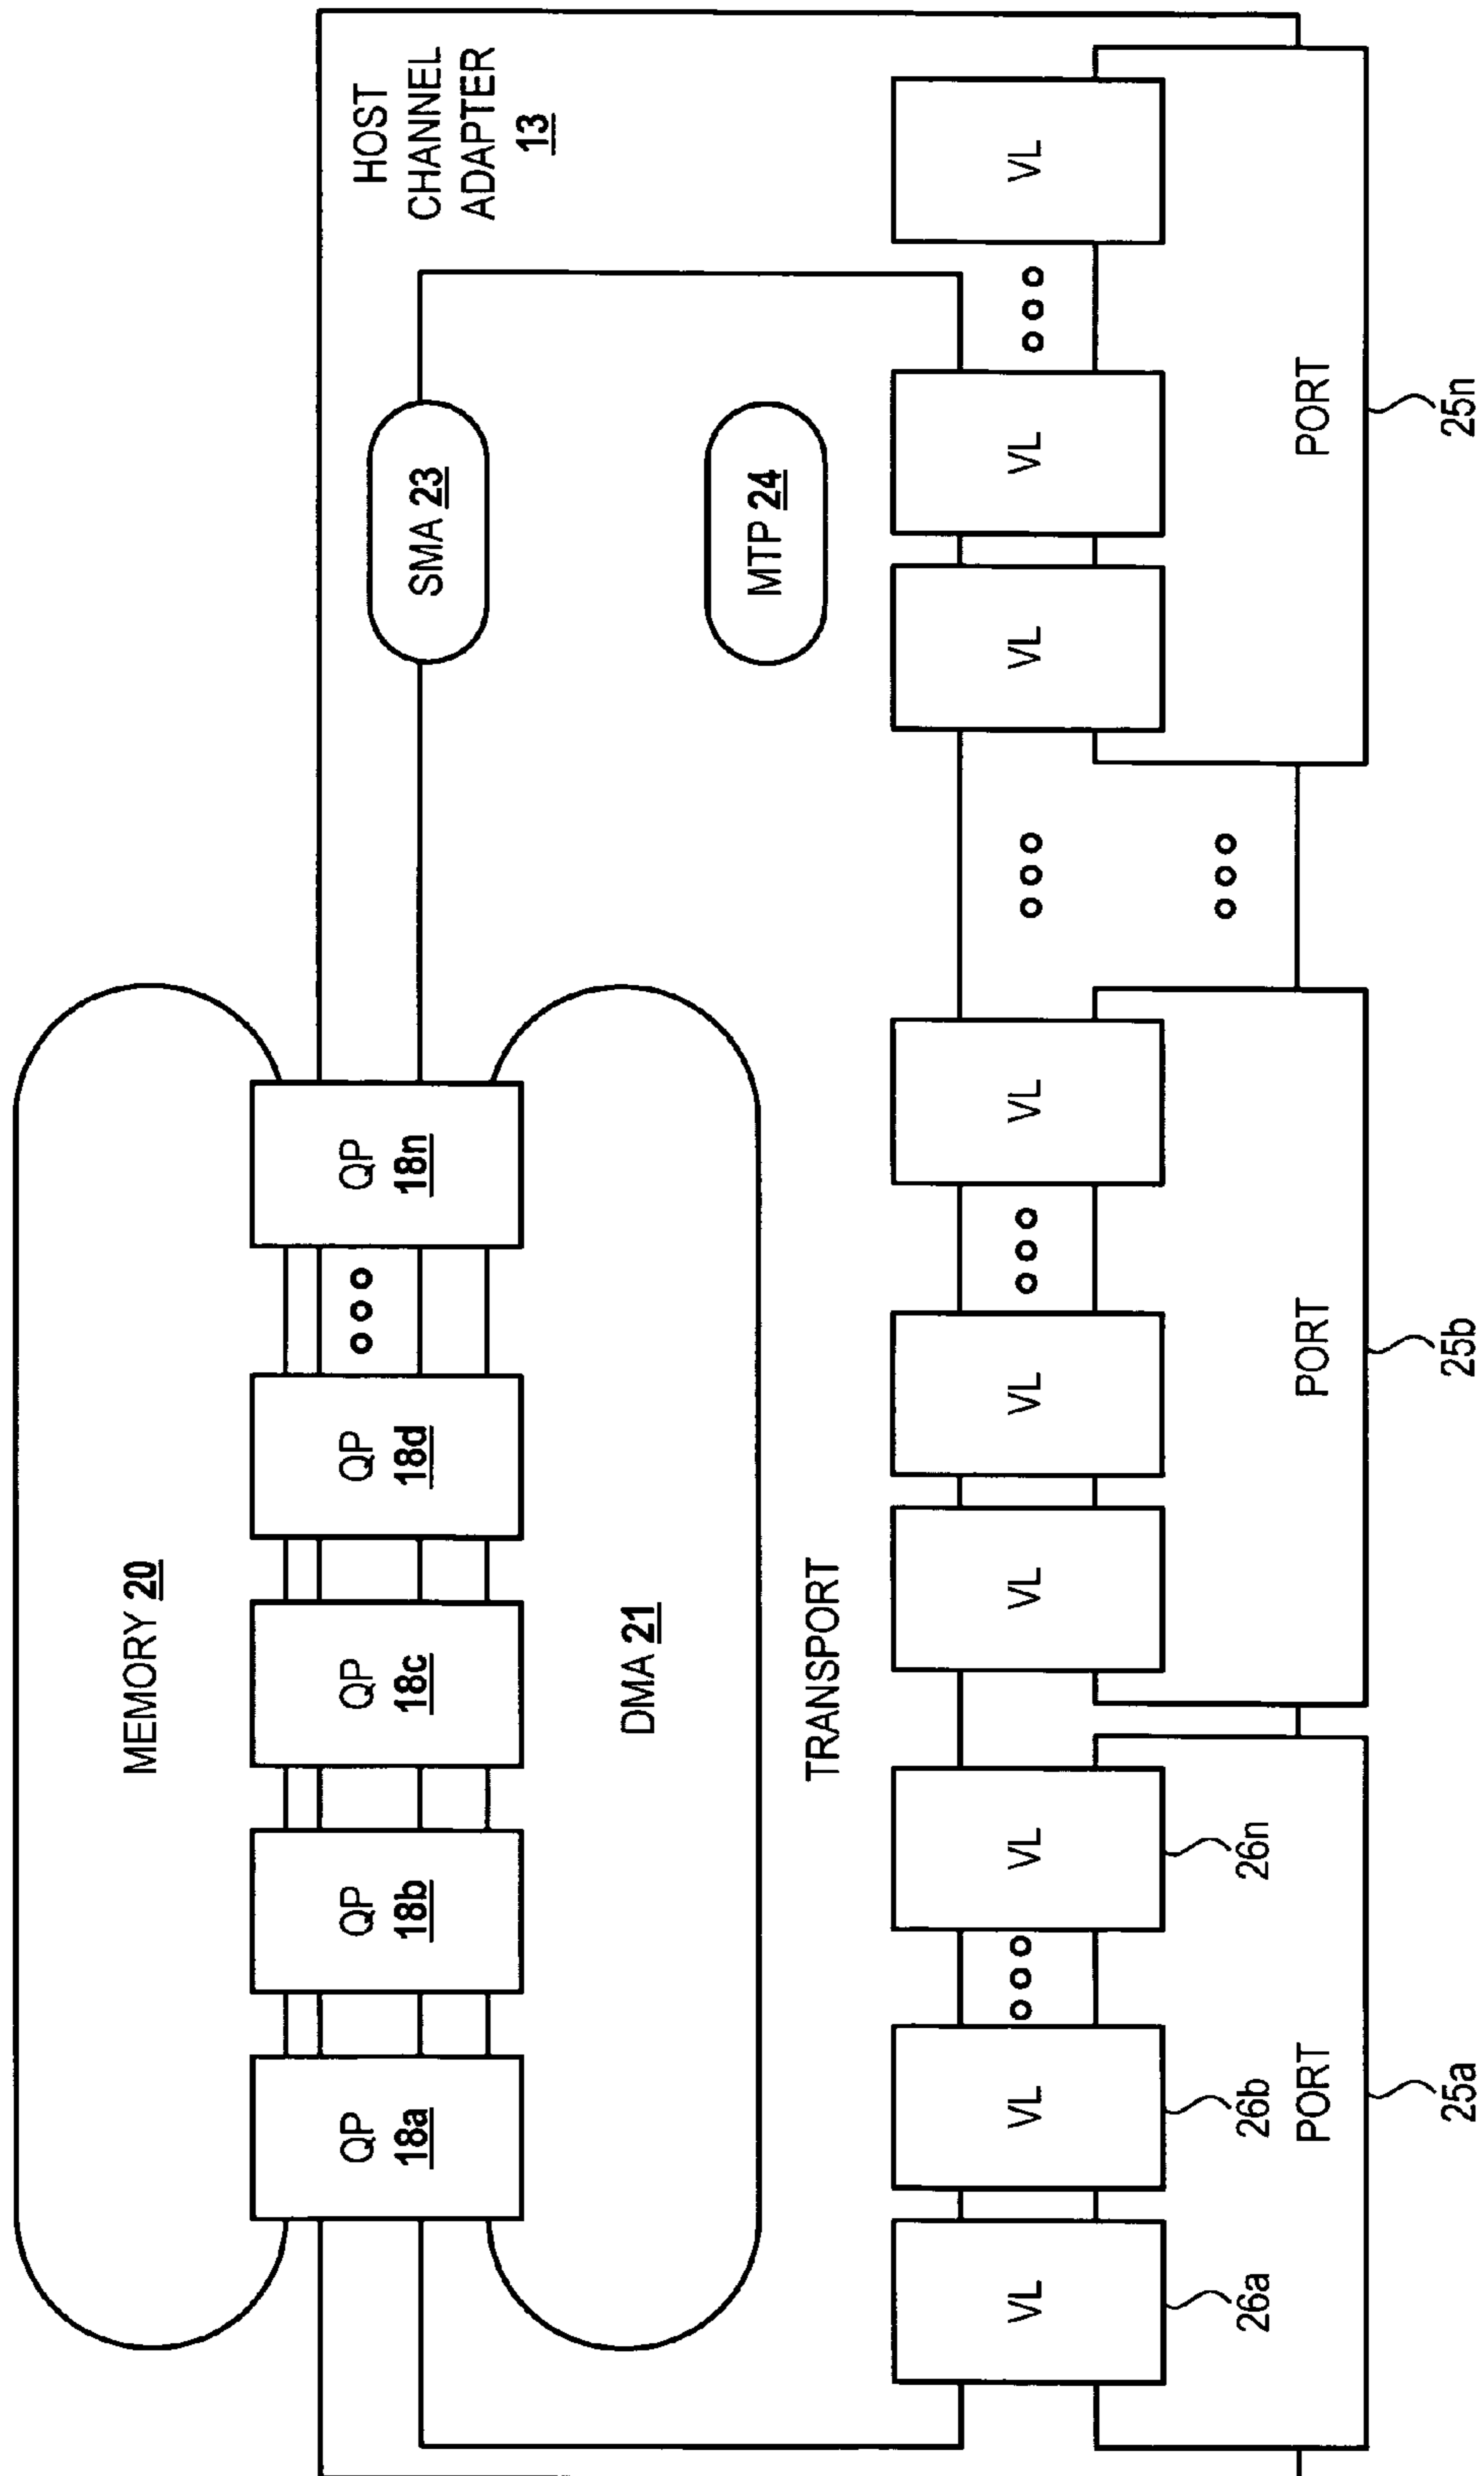 MEMORY 20
QP
18a
QP
18b
QP
18c
QP
18d
QP
18n
HOST
CHANNEL
ADAPTER
13
SMA 23
DMA 21
MTP 24
TRANSPORT
VL
VL
VL
VL
VL
VL
VL
VL
VL
26a
26b
26n
PORT
PORT
PORT
25a
25b
25n